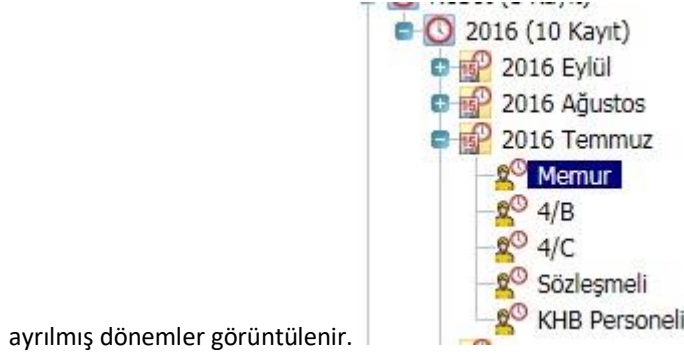 2016 (10 Kayıt)
2016 Eylül
2016 Ağustos
2016 Temmuz
Memur
4/B
4/C
Sözleşmeli
KHB Personeli
ayrılmış dönemler görüntülenir.